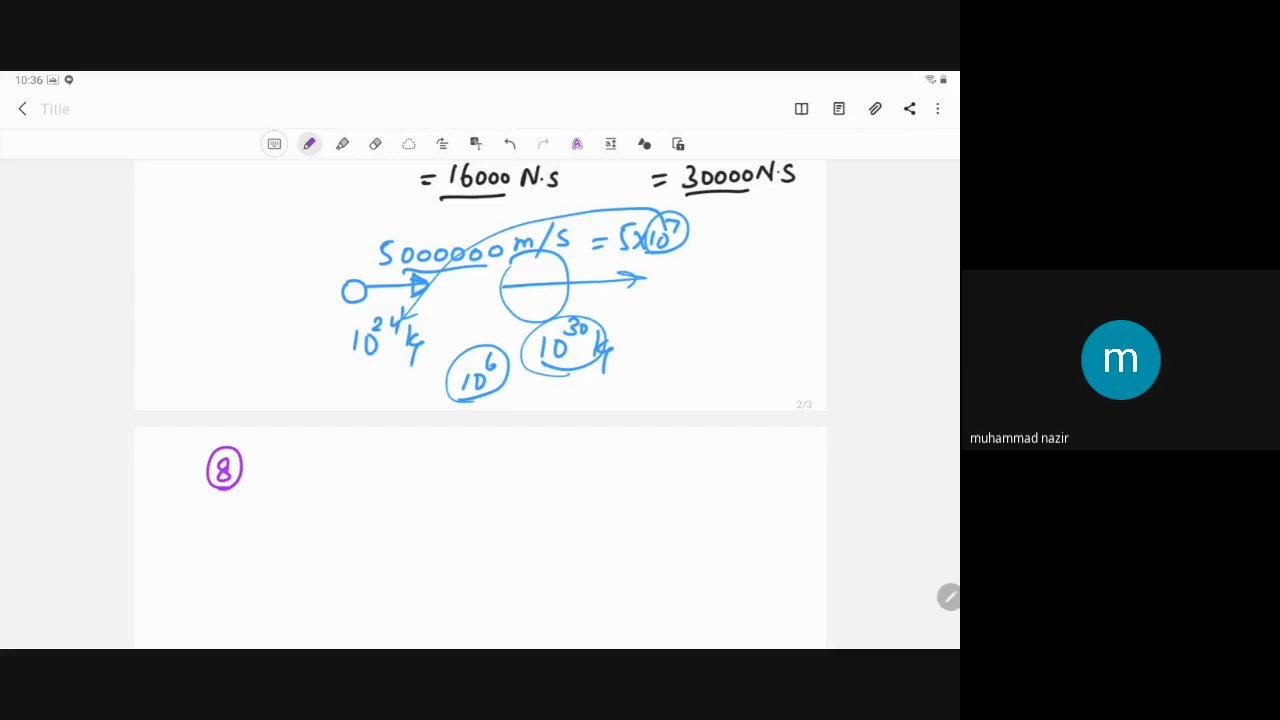 10:36
Title
= 16000 N·s = 30000 N·S
5000000 m/s = 5x10⁷
10²⁴ kg 10³⁰ kg
10⁶
2/3
8
m
muhammad nazir